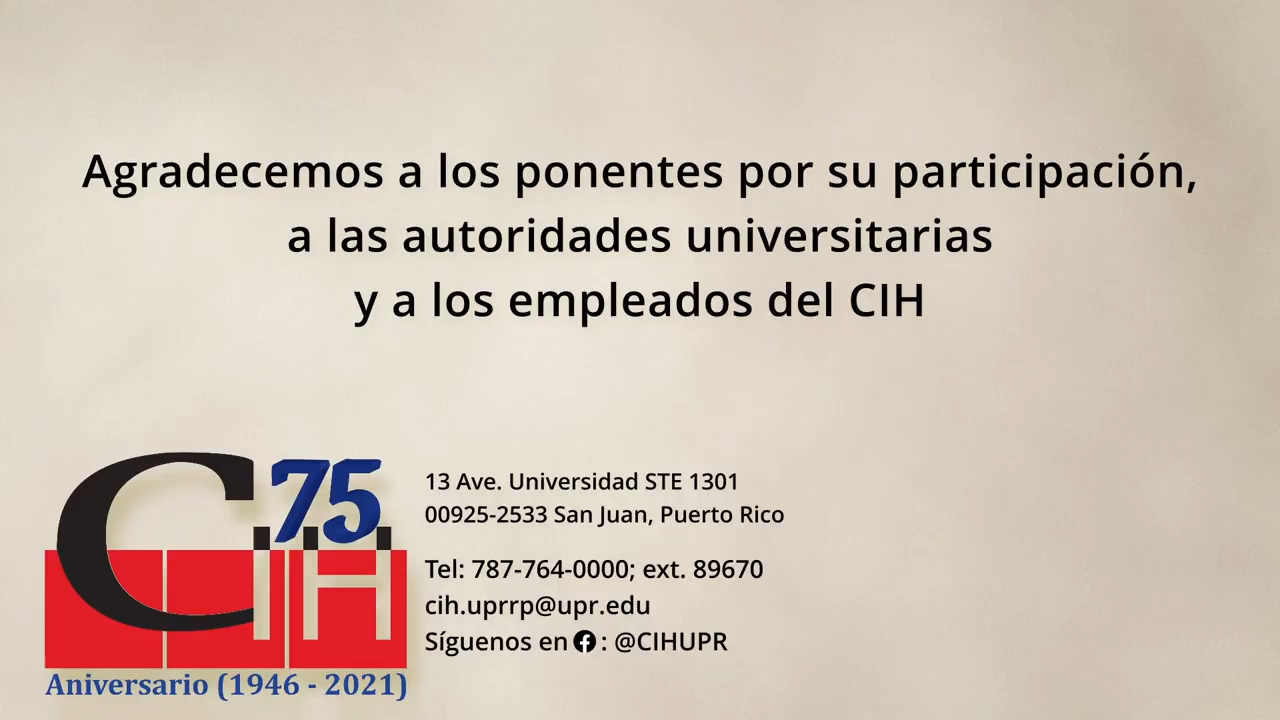 Agradecemos a los ponentes por su participación,
a las autoridades universitarias
y a los empleados del CIH
CIH 75
Aniversario (1946 - 2021)
13 Ave. Universidad STE 1301
00925-2533 San Juan, Puerto Rico
Tel: 787-764-0000; ext. 89670
cih.uprrp@upr.edu
Síguenos en : @CIHUPR